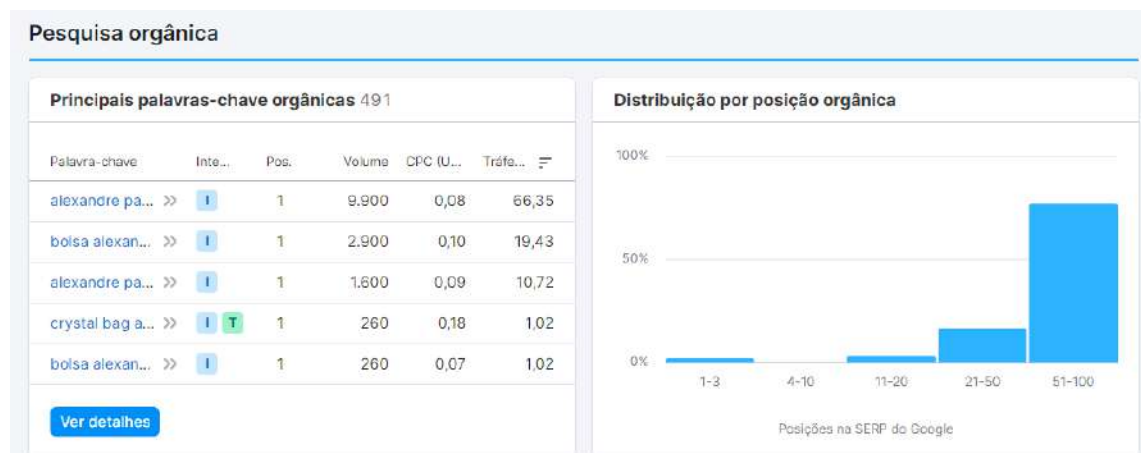 Pesquisa orgânica
Principais palavras-chave orgânicas 491
Palavra-chave Inte... Pos. Volume CPC (U... Tráfe...
alexandre pa... I 1 9.900 0,08 66,35
bolsa alexan... I 1 2.900 0,10 19,43
alexandre pa... I 1 1.600 0,09 10,72
crystal bag a... I T 1 260 0,18 1,02
bolsa alexan... I 1 260 0,07 1,02
Ver detalhes
Distribuição por posição orgânica
100%
50%
0%
1-3 4-10 11-20 21-50 51-100
Posições na SERP do Google